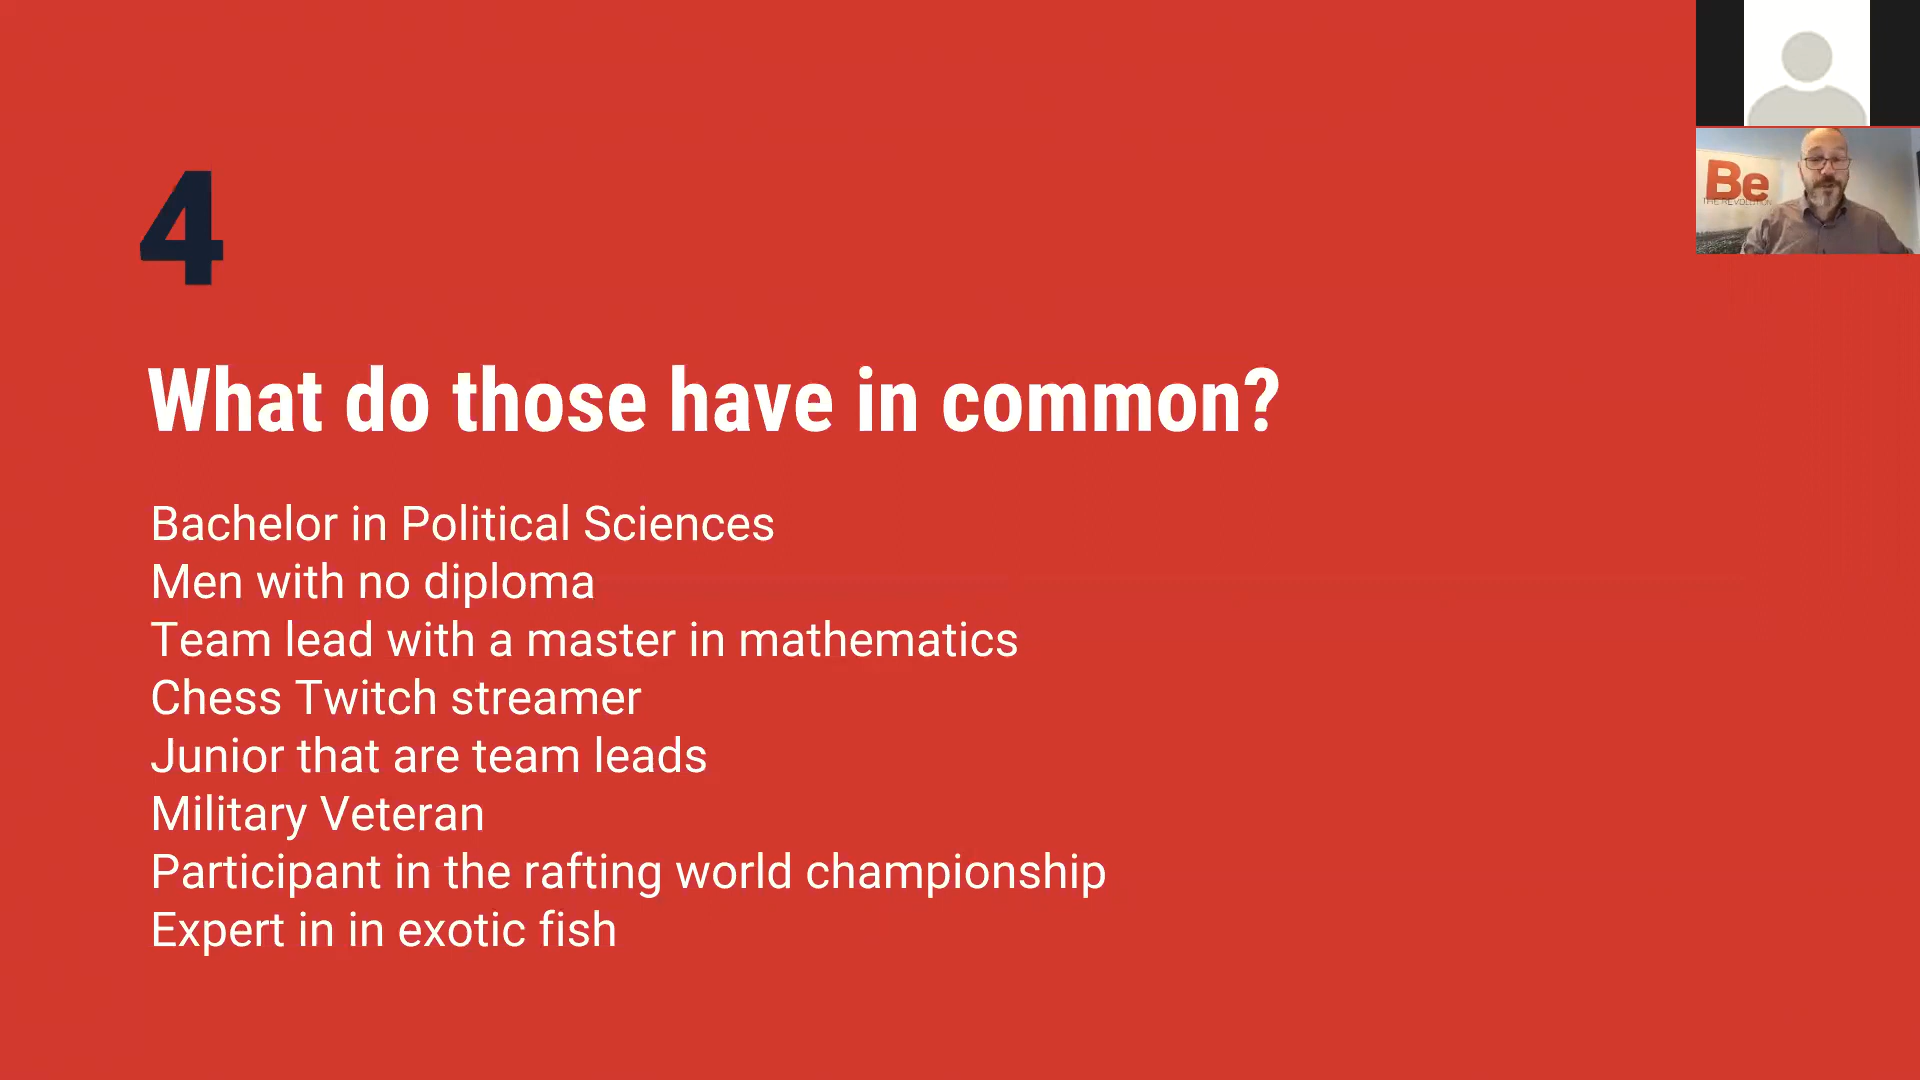 4
What do those have in common?
Bachelor in Political Sciences
Men with no diploma
Team lead with a master in mathematics
Chess Twitch streamer
Junior that are team leads
Military Veteran
Participant in the rafting world championship
Expert in in exotic fish
Be
THE REVOLUTION